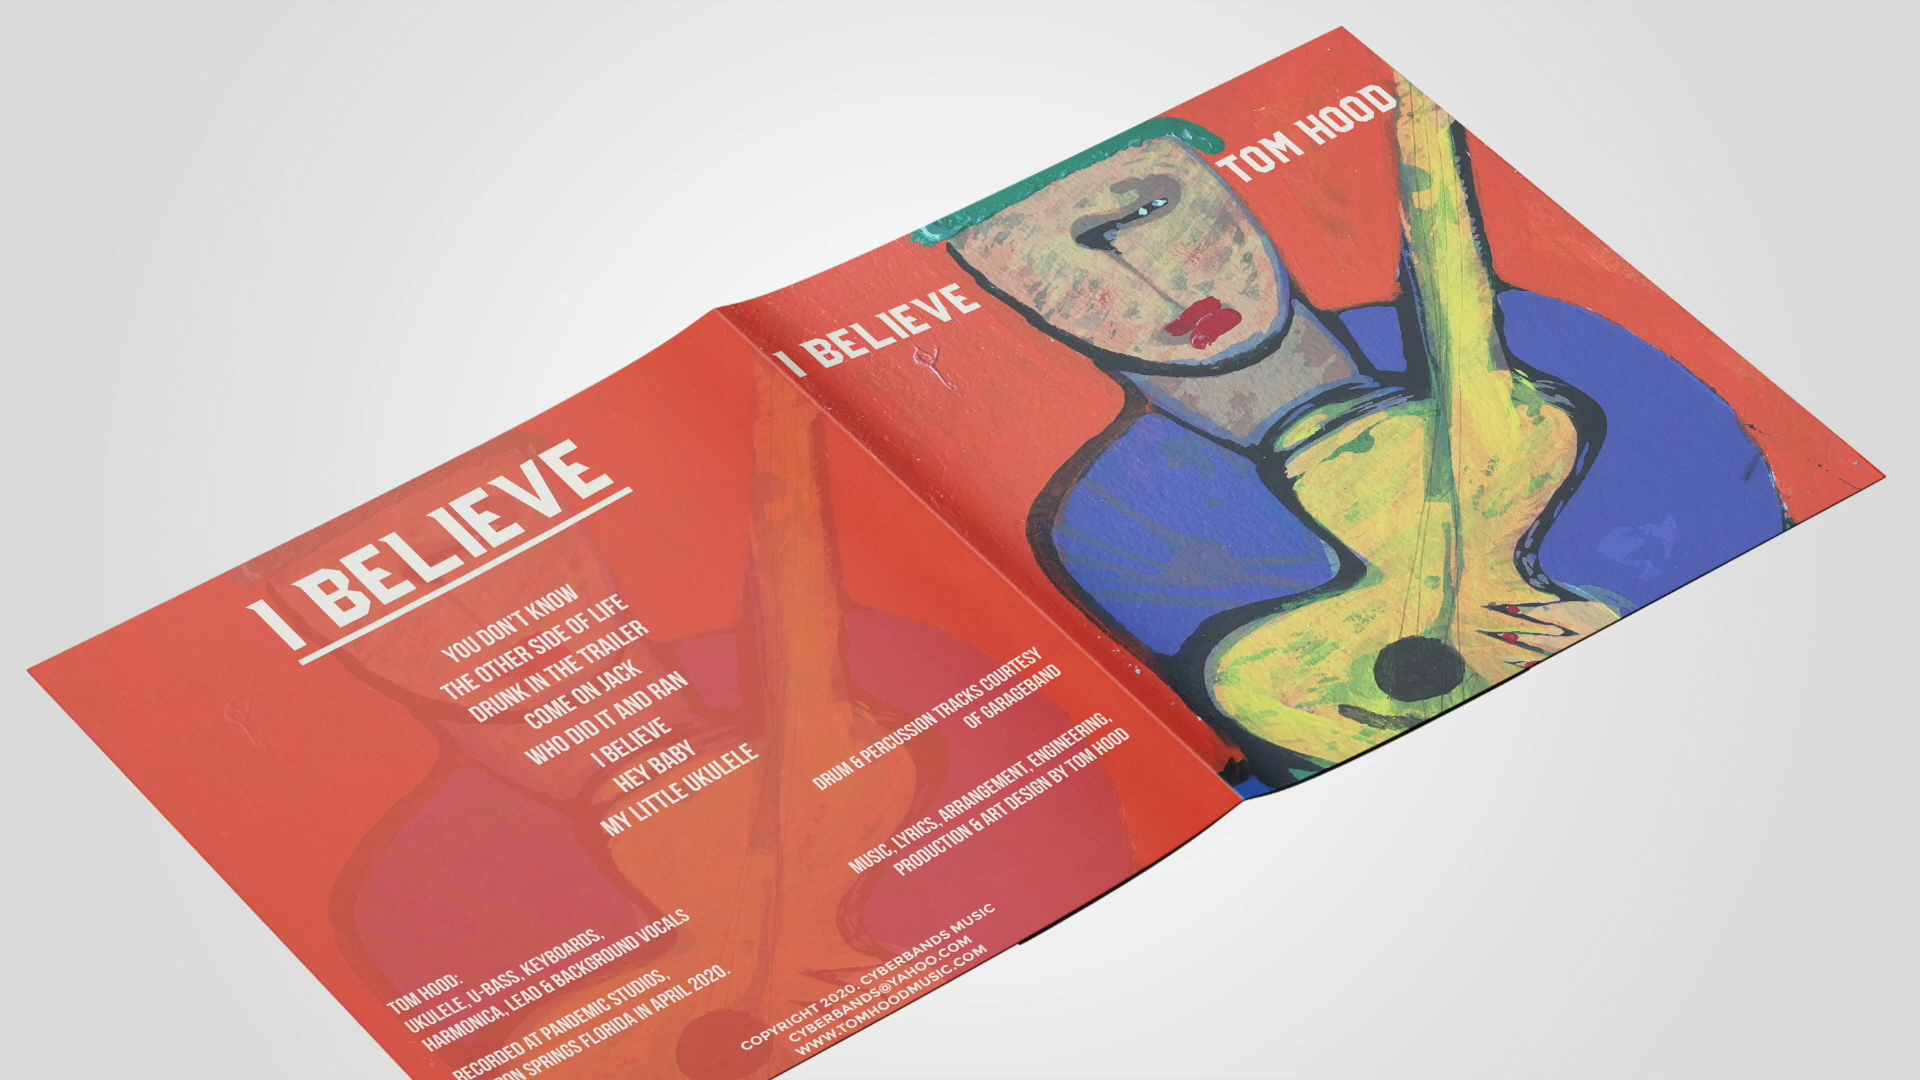 I BELIEVE
YOU DON'T KNOW
THE OTHER SIDE OF LIFE
DRUNK IN THE TRAILER
COME ON JACK
WHO DID IT AND RAN
I BELIEVE
HEY BABY
MY LITTLE UKULELE
TOM HOOD:
UKULELE, U-BASS, KEYBOARDS,
HARMONICA, LEAD & BACKGROUND VOCALS
RECORDED AT PANDEMIC STUDIOS,
SPRINGS FLORIDA IN APRIL 2020.
DRUM & PERCUSSION TRACKS COURTESY
OF GARAGEBAND
MUSIC, LYRICS, ARRANGEMENT, ENGINEERING,
PRODUCTION & ART DESIGN BY TOM HOOD
COPYRIGHT 2020. CYBERBANDS MUSIC
CYBERBANDS@YAHOO.COM
WWW.TOMHOODMUSIC.COM
I BELIEVE
TOM HOOD